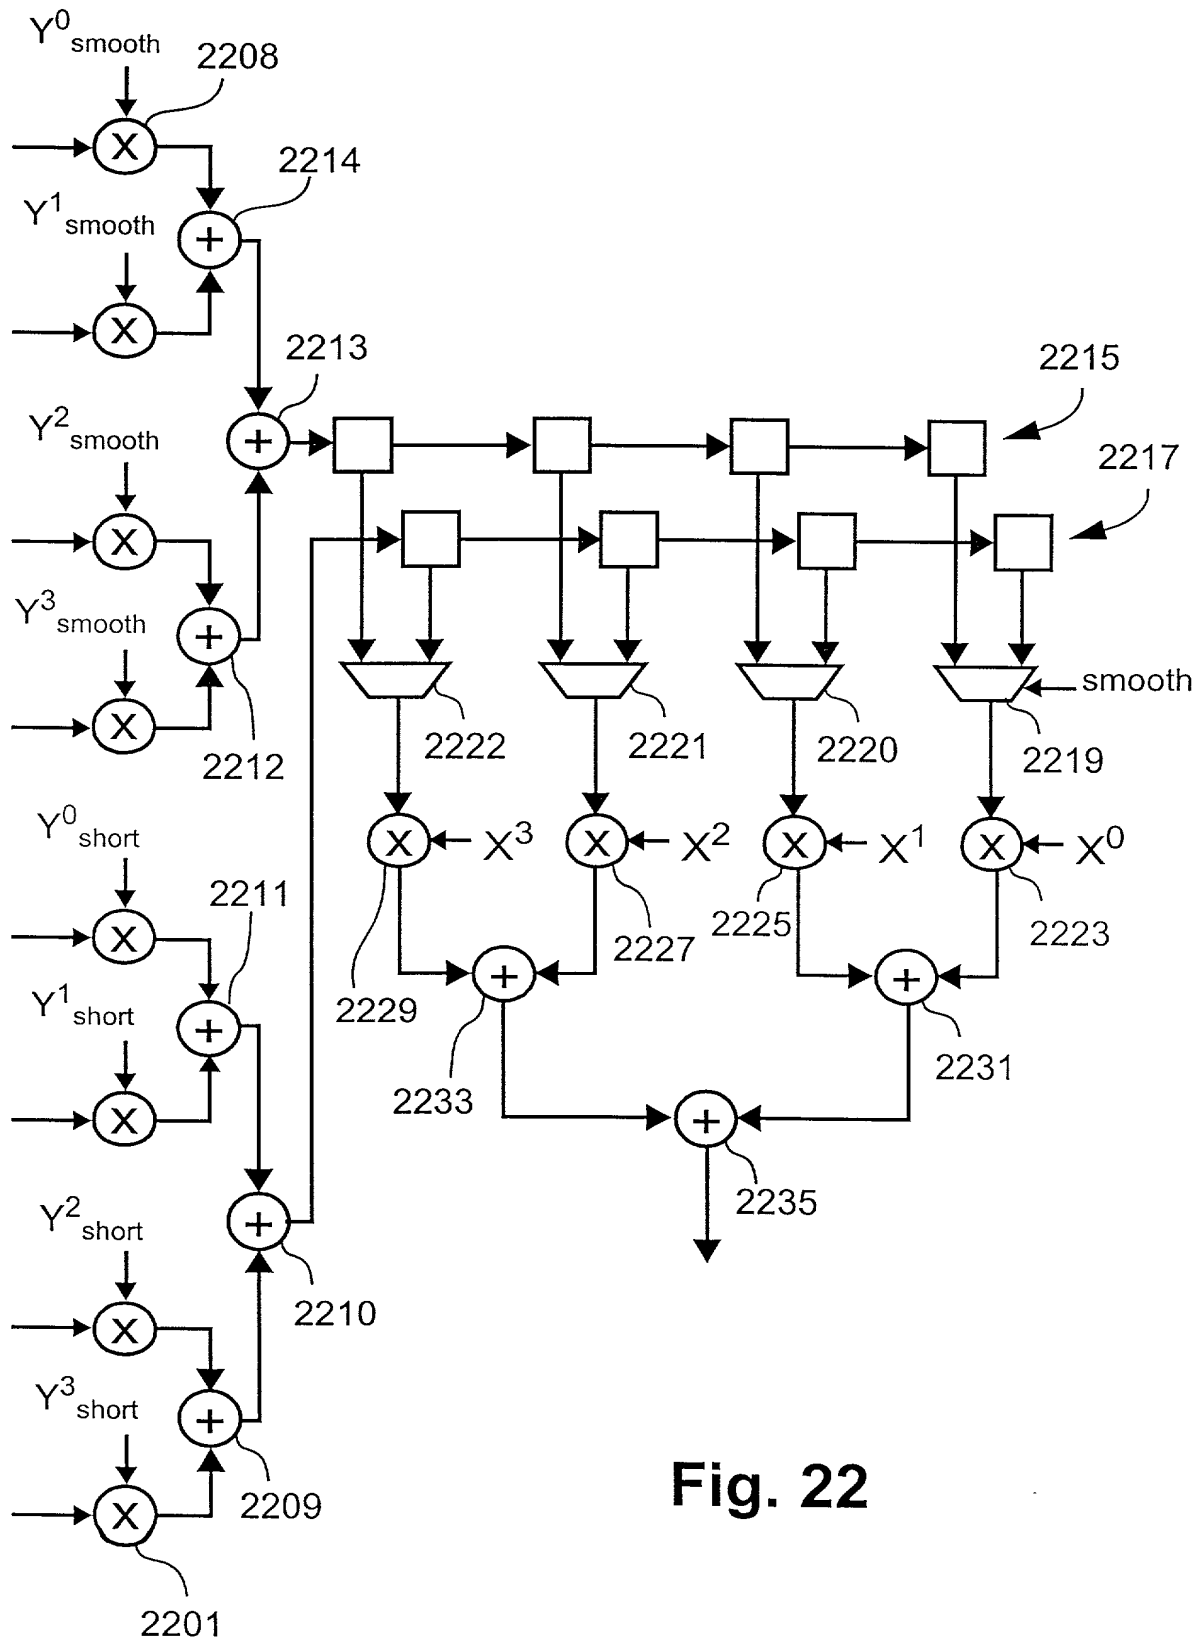 Y⁰smooth
2208
X
2214
Y¹smooth
+
X
2213
2215
Y²smooth
+
2217
X
Y³smooth
+
smooth
X
2222
2221
2220
2219
2212
Y⁰short
X
X³
X
X²
X
X¹
X
X⁰
2211
X
2225
2223
2227
Y¹short
+
+
+
2229
2231
2233
X
+
2235
Y²short
+
2210
X
Y³short
+
2209
X
2201
Fig. 22